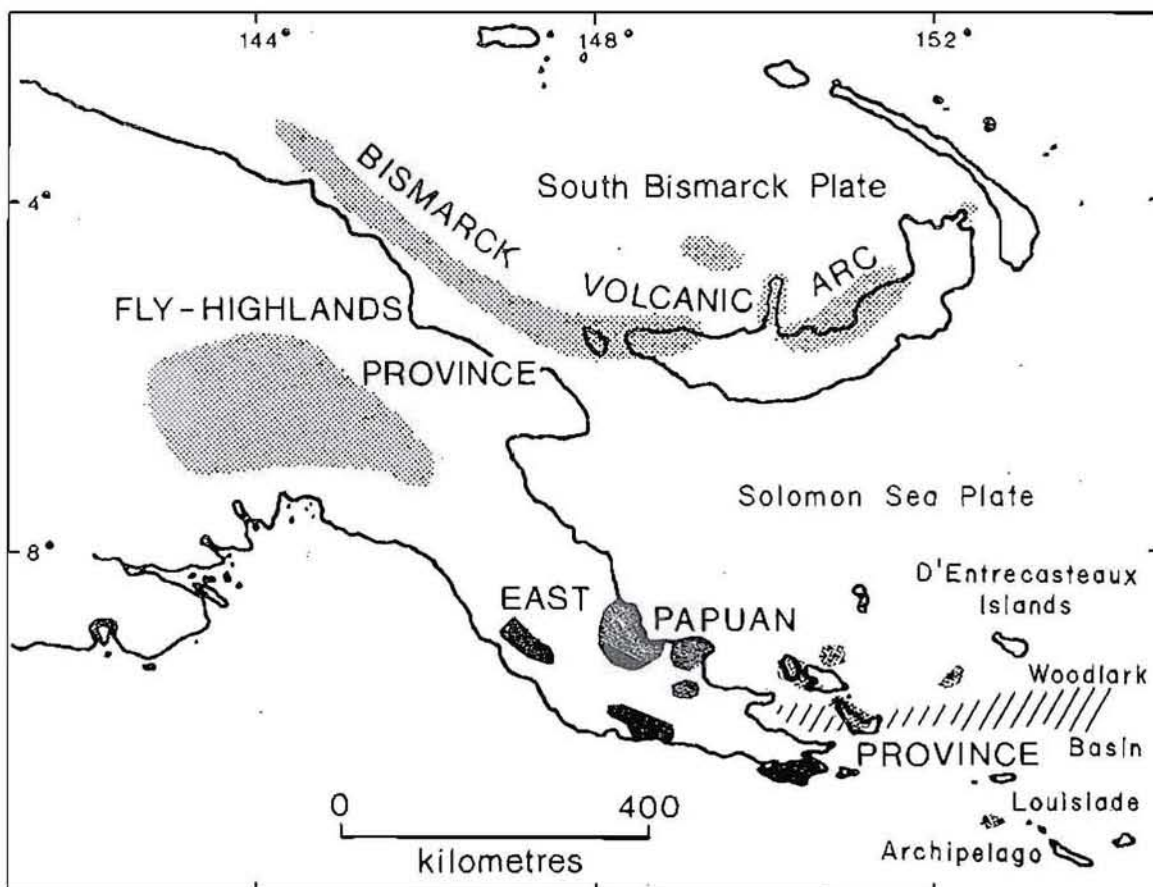 144°
148°
152°
4°
8°
BISMARCK
South Bismarck Plate
VOLCANIC
ARC
FLY-HIGHLANDS
PROVINCE
Solomon Sea Plate
D'Entrecasteaux
Islands
EAST
PAPUAN
Woodlark
Basin
PROVINCE
Louisiade
Archipelago
0
400
kilometres